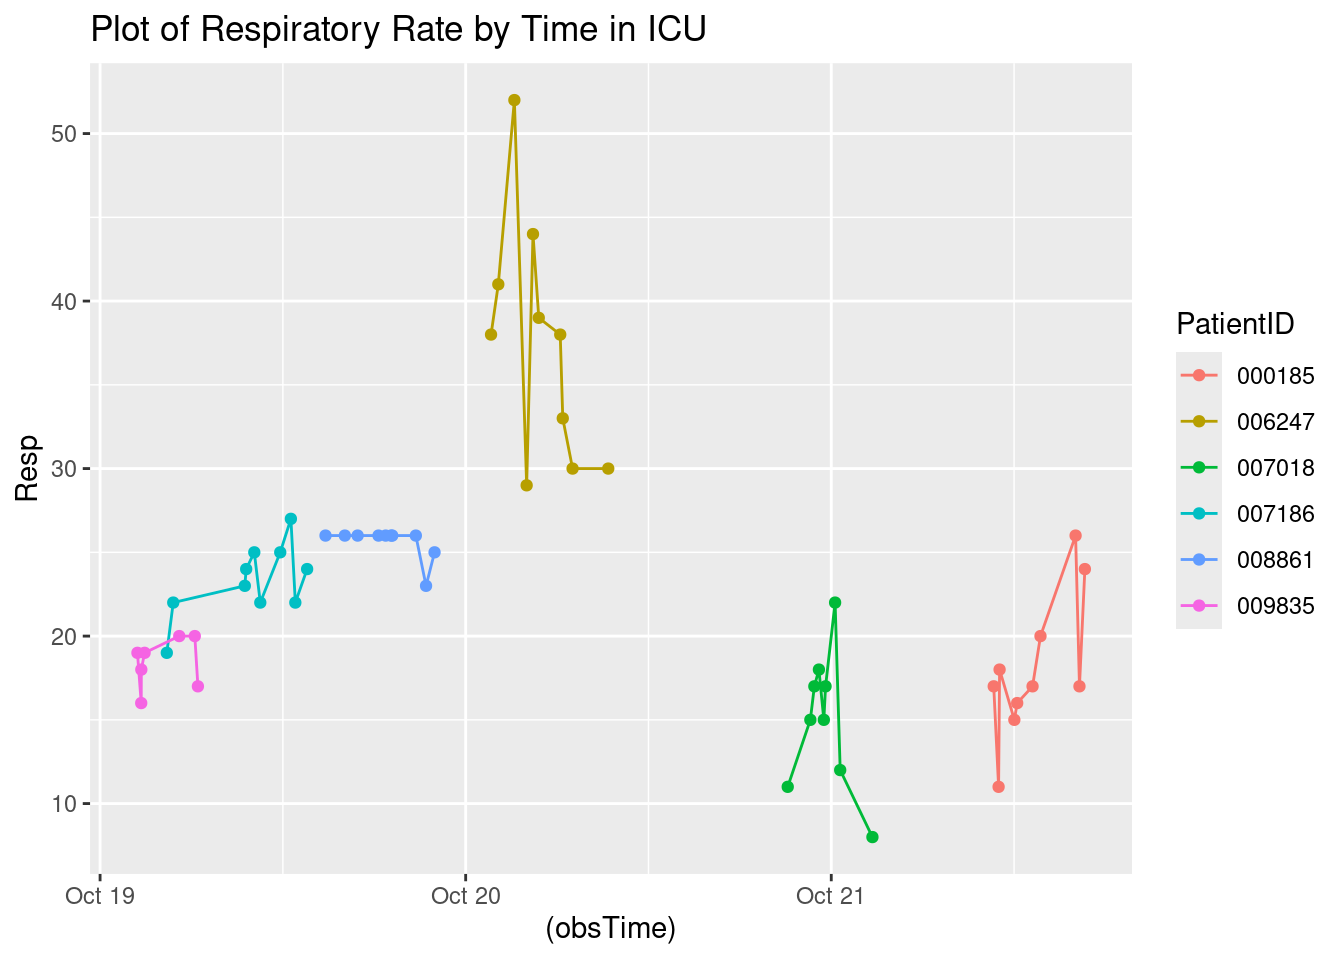 Plot of Respiratory Rate by Time in ICU
50
40
30
20
10
Resp
Oct 19
Oct 20
Oct 21
(obsTime)
PatientID
000185
006247
007018
007186
008861
009835